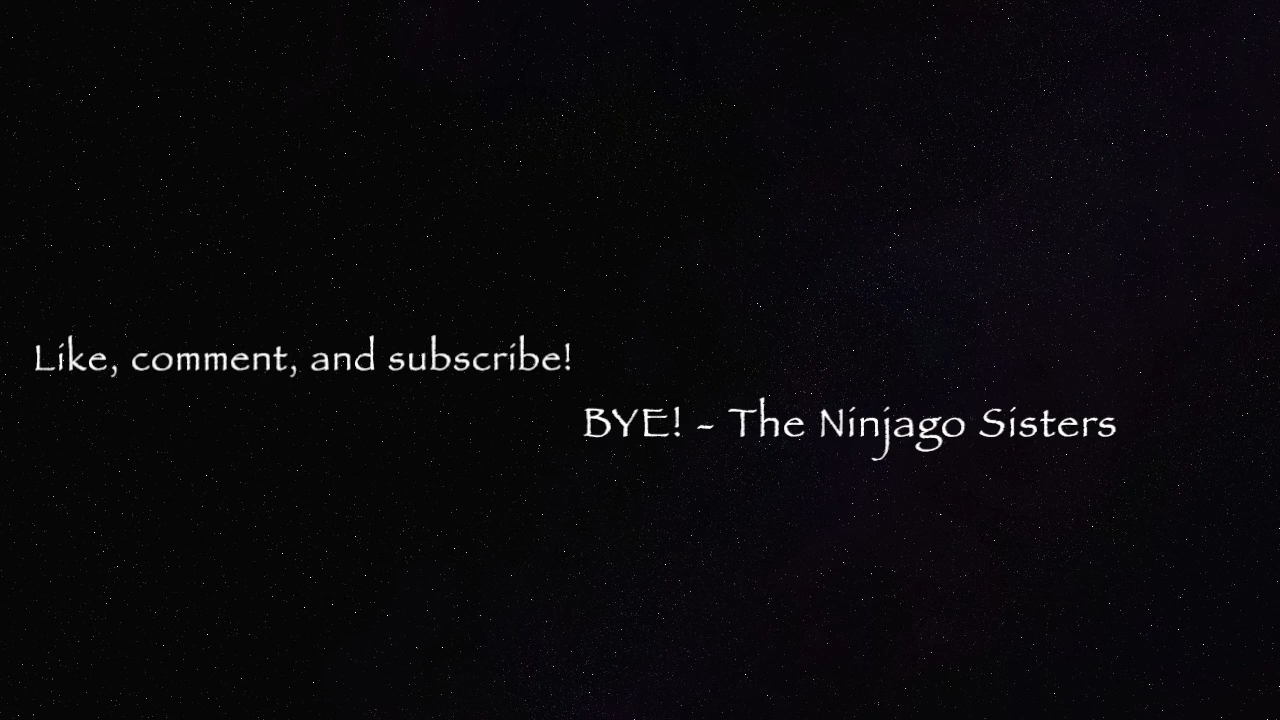 Like, comment, and subscribe!
BYE! - The Ninjago Sisters